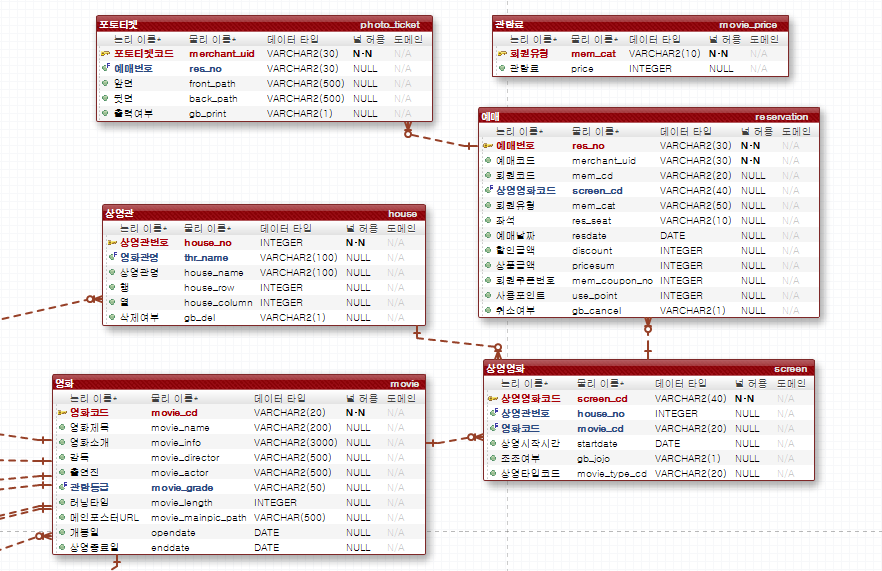 포토티켓 photo_ticket
논리 이름 물리 이름 데이터 타입 널 허용 도메인
포토티켓코드 merchant_uid VARCHAR2(30) N-N N/A
예매번호 res_no VARCHAR2(30) NULL N/A
앞면 front_path VARCHAR2(500) NULL N/A
뒷면 back_path VARCHAR2(500) NULL N/A
출력여부 gb_print VARCHAR2(1) NULL N/A
관람료 movie_price
논리 이름 물리 이름 데이터 타입 널 허용 도메인
회원유형 mem_cat VARCHAR2(10) N-N N/A
관람료 price INTEGER NULL N/A
예매 reservation
논리 이름 물리 이름 데이터 타입 널 허용 도메인
예매번호 res_no VARCHAR2(30) N-N N/A
예매코드 merchant_uid VARCHAR2(30) N-N N/A
회원코드 mem_cd VARCHAR2(20) NULL N/A
상영영화코드 screen_cd VARCHAR2(40) NULL N/A
회원유형 mem_cat VARCHAR2(50) NULL N/A
좌석 res_seat VARCHAR2(10) NULL N/A
예매날짜 resdate DATE NULL N/A
할인금액 discount INTEGER NULL N/A
상품금액 pricesum INTEGER NULL N/A
회원쿠폰번호 mem_coupon_no INTEGER NULL N/A
사용포인트 use_point INTEGER NULL N/A
취소여부 gb_cancel VARCHAR2(1) NULL N/A
상영관 house
논리 이름 물리 이름 데이터 타입 널 허용 도메인
상영관번호 house_no INTEGER N-N N/A
영화관명 thr_name VARCHAR2(100) NULL N/A
상영관명 house_name VARCHAR2(100) NULL N/A
행 house_row INTEGER NULL N/A
열 house_column INTEGER NULL N/A
삭제여부 gb_del VARCHAR2(1) NULL N/A
영화 movie
논리 이름 물리 이름 데이터 타입 널 허용 도메인
영화코드 movie_cd VARCHAR2(20) N-N N/A
영화제목 movie_name VARCHAR2(200) NULL N/A
영화소개 movie_info VARCHAR2(3000) NULL N/A
감독 movie_director VARCHAR2(500) NULL N/A
출연진 movie_actor VARCHAR2(500) NULL N/A
관람등급 movie_grade VARCHAR2(50) NULL N/A
러닝타임 movie_length INTEGER NULL N/A
메인포스터URL movie_mainpic_path VARCHAR(500) NULL N/A
개봉일 opendate DATE NULL N/A
상영종료일 enddate DATE NULL N/A
상영영화 screen
논리 이름 물리 이름 데이터 타입 널 허용 도메인
상영영화코드 screen_cd VARCHAR2(40) N-N N/A
상영관번호 house_no INTEGER NULL N/A
영화코드 movie_cd VARCHAR2(20) NULL N/A
상영시작시간 startdate DATE NULL N/A
조조여부 gb_jojo VARCHAR2(1) NULL N/A
상영타입코드 movie_type_cd VARCHAR2(20) NULL N/A